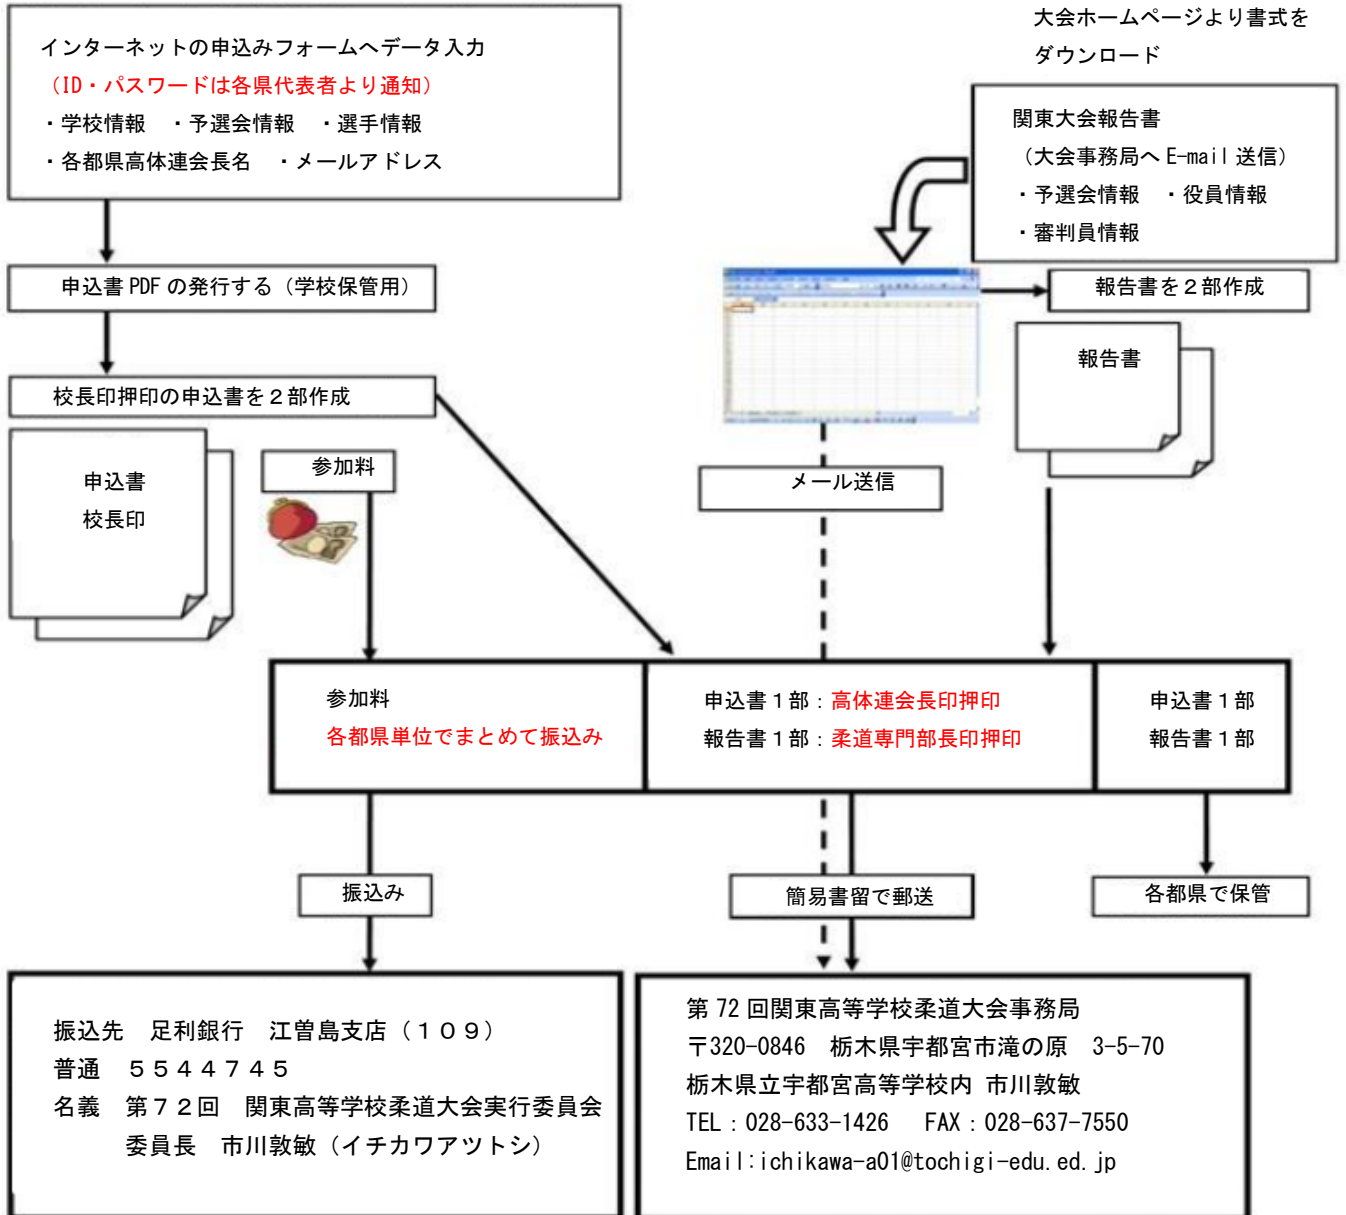 大会ホームページより書式を
ダウンロード
インターネットの申込みフォームへデータ入力
（ID・パスワードは各県代表者より通知）
・学校情報　・予選会情報　・選手情報
・各都県高体連会長名　・メールアドレス
関東大会報告書
（大会事務局へ E-mail 送信）
・予選会情報　・役員情報
・審判員情報
申込書 PDF の発行する（学校保管用）
報告書を２部作成
報告書
校長印押印の申込書を２部作成
申込書
校長印
参加料
メール送信
参加料
各都県単位でまとめて振込み
申込書１部：高体連会長印押印
報告書１部：柔道専門部長印押印
申込書１部
報告書１部
振込み
簡易書留で郵送
各都県で保管
振込先　足利銀行　江曽島支店（１０９）
普通　５５４４７４５
名義　第７２回　関東高等学校柔道大会実行委員会
委員長　市川敦敏（イチカワアツトシ）
第 72 回関東高等学校柔道大会事務局
〒320-0846　栃木県宇都宮市滝の原　3-5-70
栃木県立宇都宮高等学校内 市川敦敏
TEL：028-633-1426　FAX：028-637-7550
Email:ichikawa-a01@tochigi-edu.ed.jp